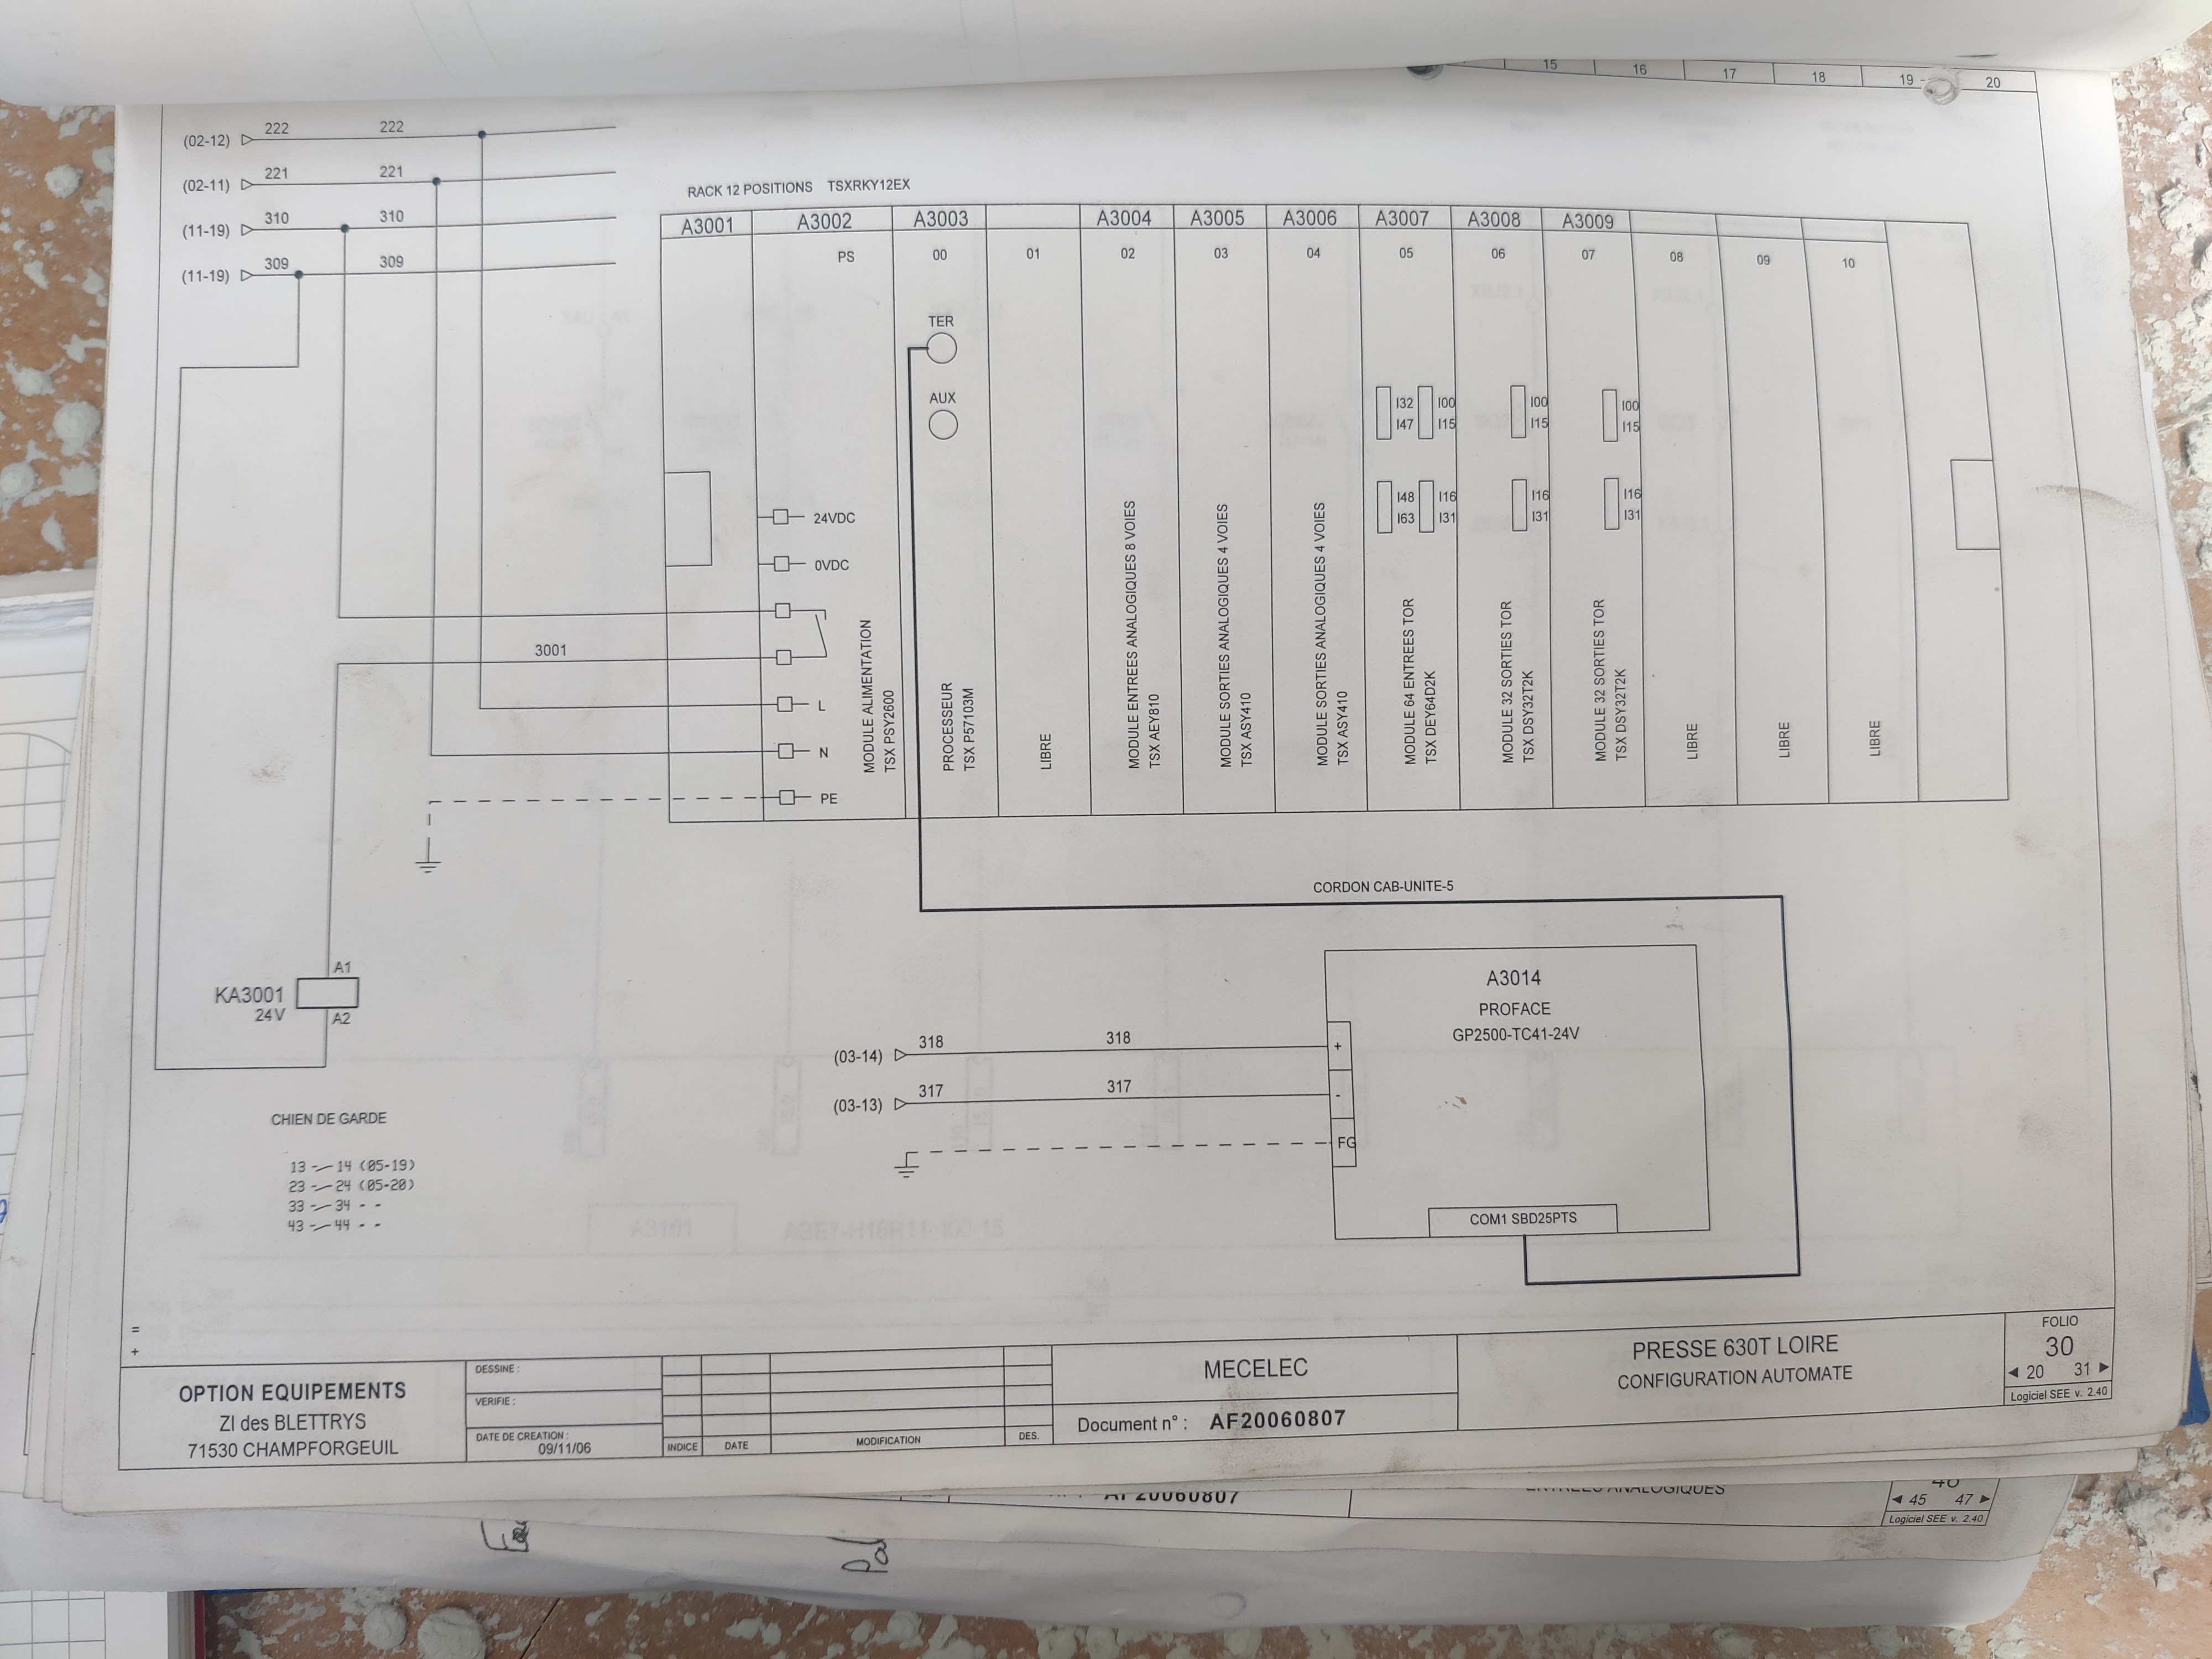 15 16 17 18 19 20
(02-12) 222 222
(02-11) 221 221
(11-19) 310 310
(11-19) 309 309
RACK 12 POSITIONS TSXRKY12EX
A3001 A3002 A3003 A3004 A3005 A3006 A3007 A3008 A3009
PS 00 01 02 03 04 05 06 07 08 09 10
TER
AUX
I32 I00 I00 I00
I47 I15 I15 I15
I48 I16 I16 I16
I63 I31 I31 I31
24VDC
0VDC
3001
L
N
PE
MODULE ALIMENTATION
TSX PSY2600
PROCESSEUR
TSX P57103M
LIBRE
MODULE ENTREES ANALOGIQUES 8 VOIES
TSX AEY810
MODULE SORTIES ANALOGIQUES 4 VOIES
TSX ASY410
MODULE SORTIES ANALOGIQUES 4 VOIES
TSX ASY410
MODULE 64 ENTREES TOR
TSX DEY64D2K
MODULE 32 SORTIES TOR
TSX DSY32T2K
MODULE 32 SORTIES TOR
TSX DSY32T2K
LIBRE
LIBRE
LIBRE
CORDON CAB-UNITE-5
A1
KA3001
24V
A2
A3014
PROFACE
GP2500-TC41-24V
(03-14) 318 318 +
(03-13) 317 317 -
FG
COM1 SBD25PTS
CHIEN DE GARDE
13 14 (05-19)
23 24 (05-20)
33 34 - -
43 44 - -
=
+
OPTION EQUIPEMENTS
ZI des BLETTRYS
71530 CHAMPFORGEUIL
DESSINE :
VERIFIE :
DATE DE CREATION :
09/11/06
INDICE DATE MODIFICATION DES.
MECELEC
Document n° : AF20060807
PRESSE 630T LOIRE
CONFIGURATION AUTOMATE
FOLIO
30
20 31
Logiciel SEE v. 2.40
AF20060807
ENTREES ANALOGIQUES
46
45 47
Logiciel SEE v. 2.40